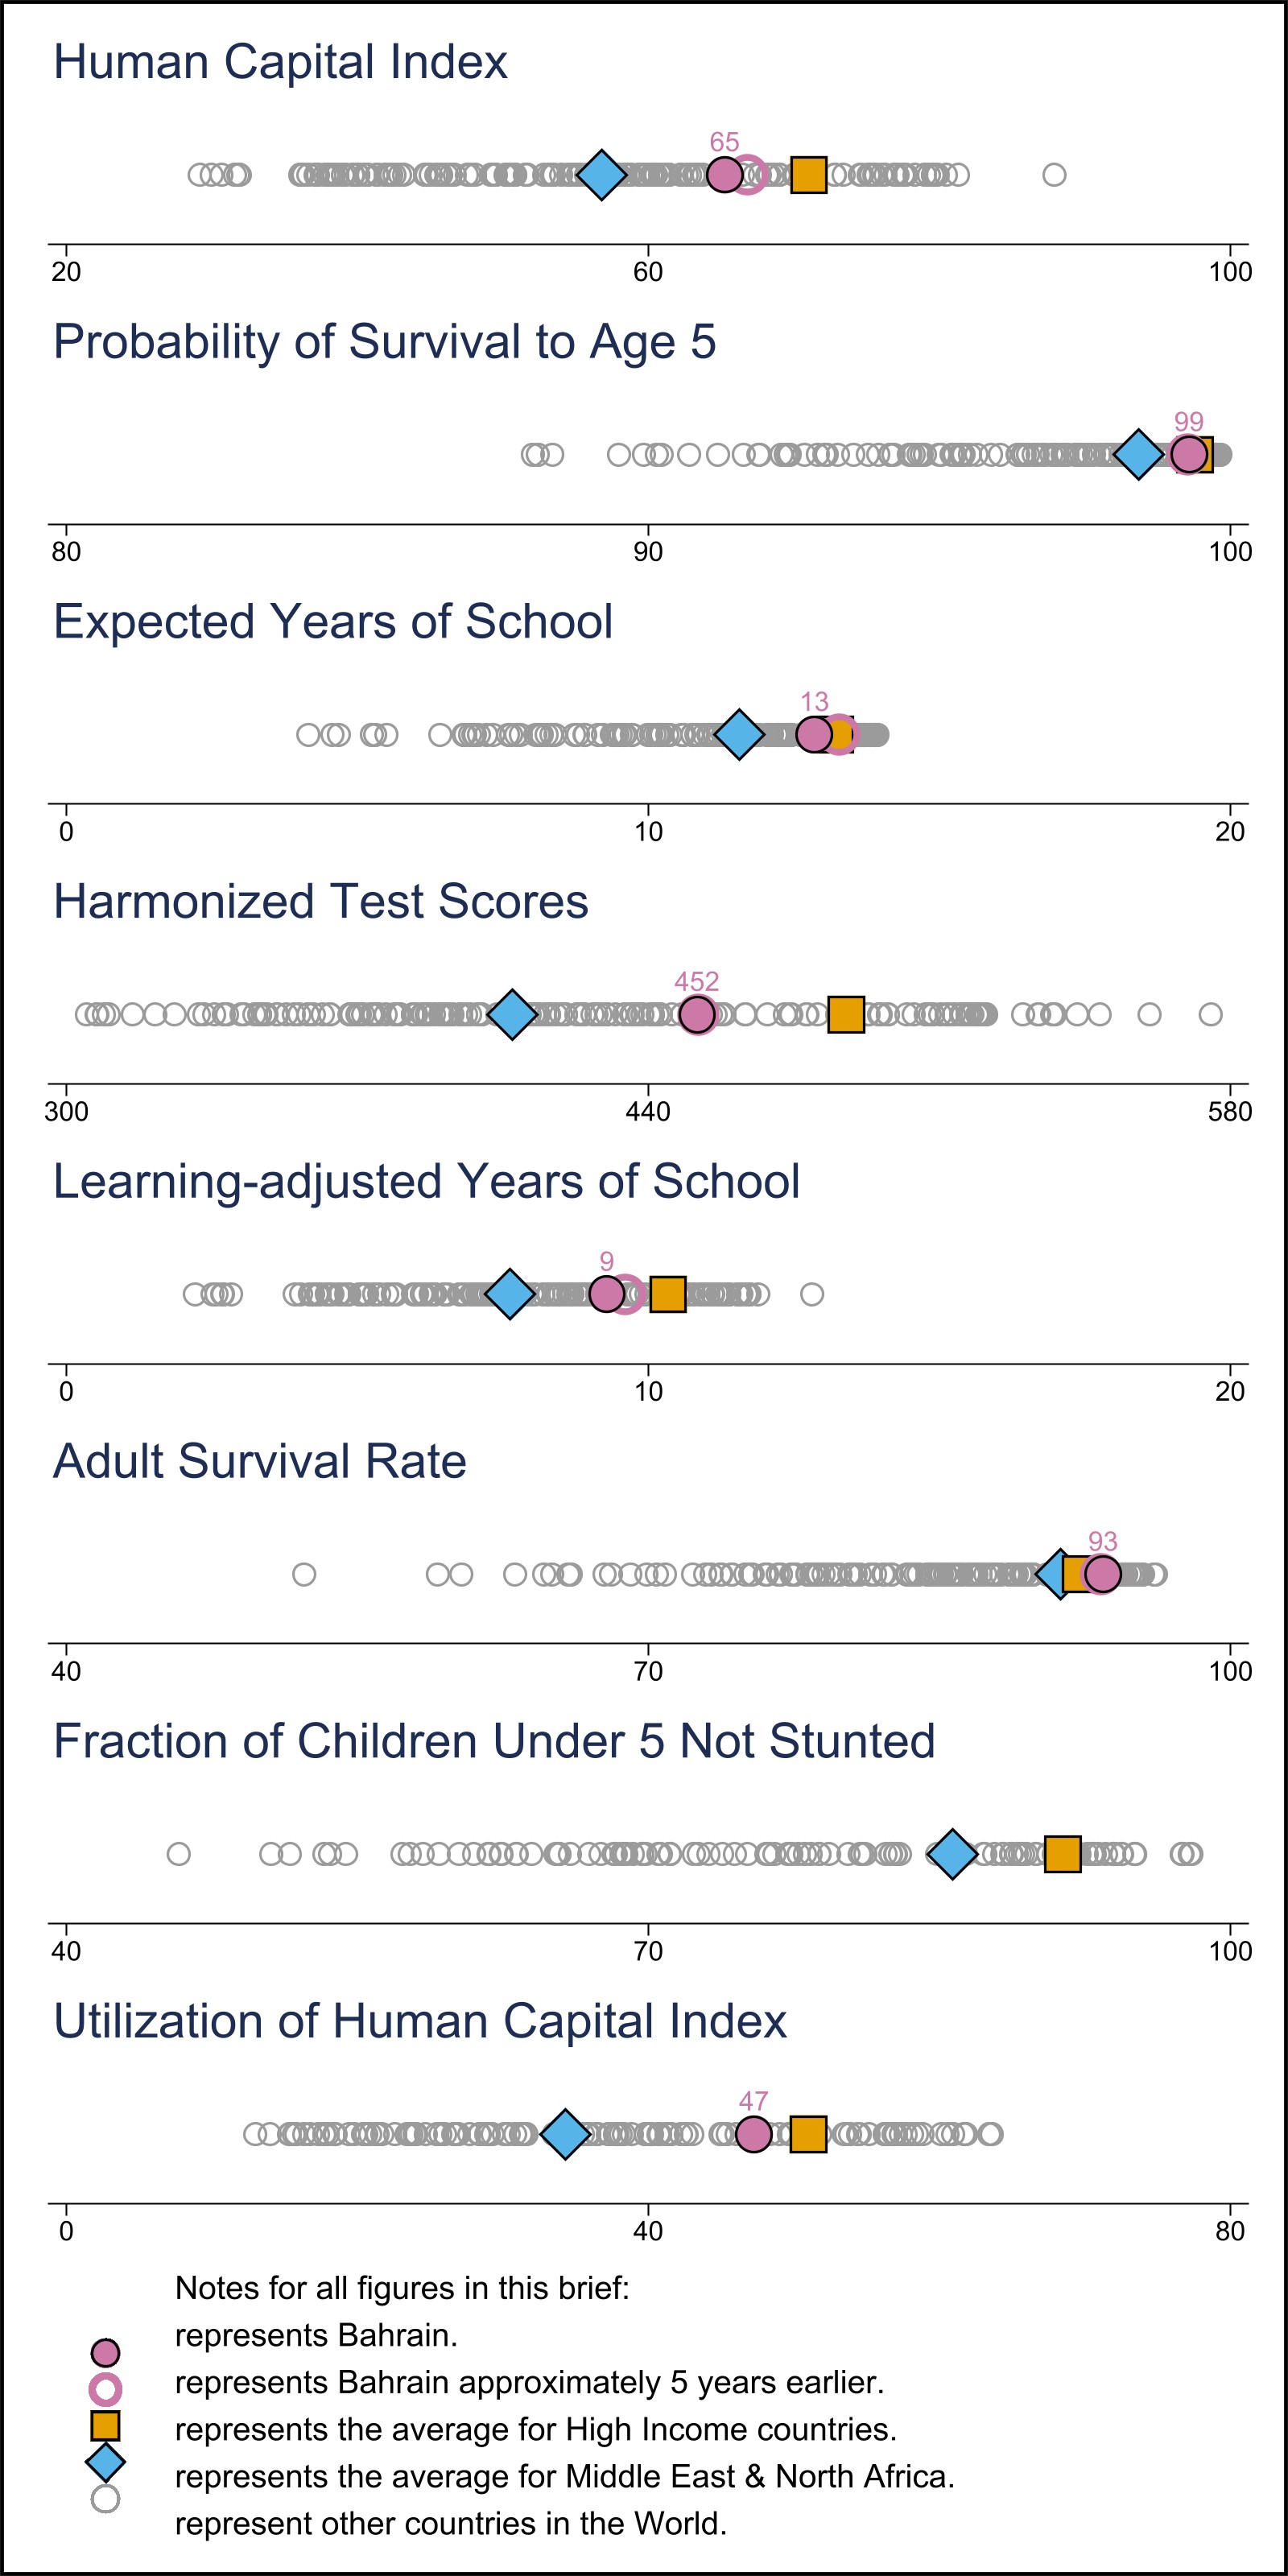 Human Capital Index
65
20 60 100
Probability of Survival to Age 5
99
80 90 100
Expected Years of School
13
0 10 20
Harmonized Test Scores
452
300 440 580
Learning-adjusted Years of School
9
0 10 20
Adult Survival Rate
93
40 70 100
Fraction of Children Under 5 Not Stunted
40 70 100
Utilization of Human Capital Index
47
0 40 80
Notes for all figures in this brief:
represents Bahrain.
represents Bahrain approximately 5 years earlier.
represents the average for High Income countries.
represents the average for Middle East & North Africa.
represent other countries in the World.